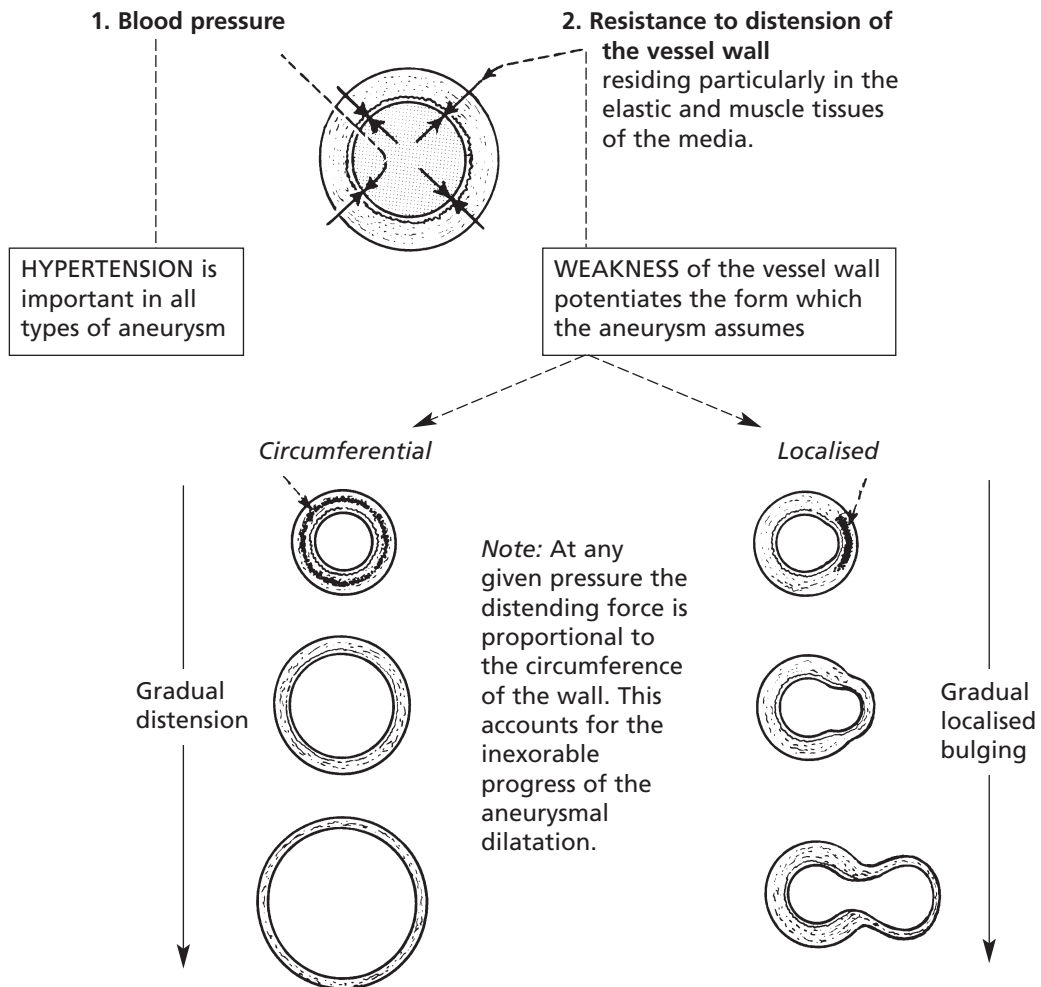 1. Blood pressure
2. Resistance to distension of
the vessel wall
residing particularly in the
elastic and muscle tissues
of the media.
HYPERTENSION is
important in all
types of aneurysm
WEAKNESS of the vessel wall
potentiates the form which
the aneurysm assumes
Circumferential
Localised
Note: At any
given pressure the
distending force is
proportional to
the circumference
of the wall. This
accounts for the
inexorable
progress of the
aneurysmal
dilatation.
Gradual
distension
Gradual
localised
bulging